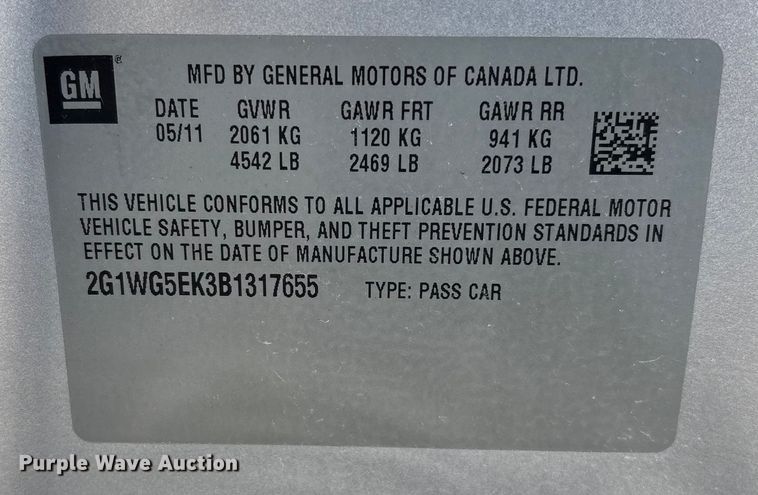 GM®
MFD BY GENERAL MOTORS OF CANADA LTD.
DATE GVWR GAWR FRT GAWR RR
05/11 2061 KG 1120 KG 941 KG
4542 LB 2469 LB 2073 LB
THIS VEHICLE CONFORMS TO ALL APPLICABLE U.S. FEDERAL MOTOR
VEHICLE SAFETY, BUMPER, AND THEFT PREVENTION STANDARDS IN
EFFECT ON THE DATE OF MANUFACTURE SHOWN ABOVE.
2G1WG5EK3B1317655 TYPE: PASS CAR
Purple Wave Auction